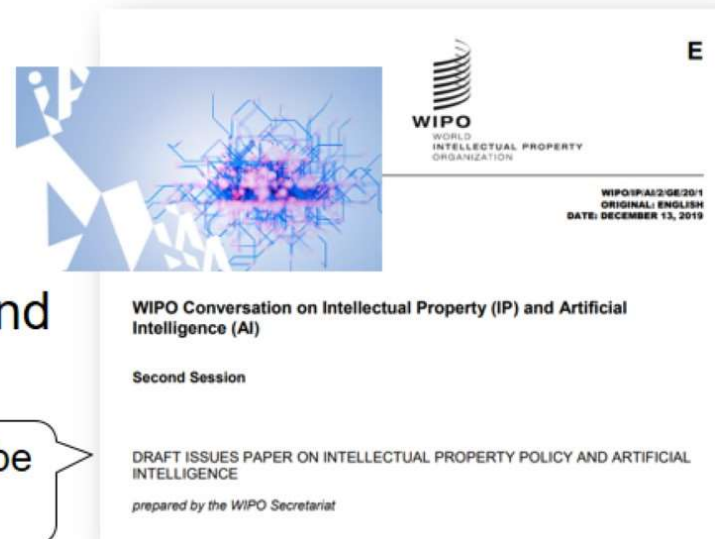 E
WIPO
WORLD
INTELLECTUAL PROPERTY
ORGANIZATION
WIPO/IP/AI/2/GE/20/1
ORIGINAL: ENGLISH
DATE: DECEMBER 13, 2019
nd
WIPO Conversation on Intellectual Property (IP) and Artificial
Intelligence (AI)
Second Session
be
DRAFT ISSUES PAPER ON INTELLECTUAL PROPERTY POLICY AND ARTIFICIAL
INTELLIGENCE
prepared by the WIPO Secretariat